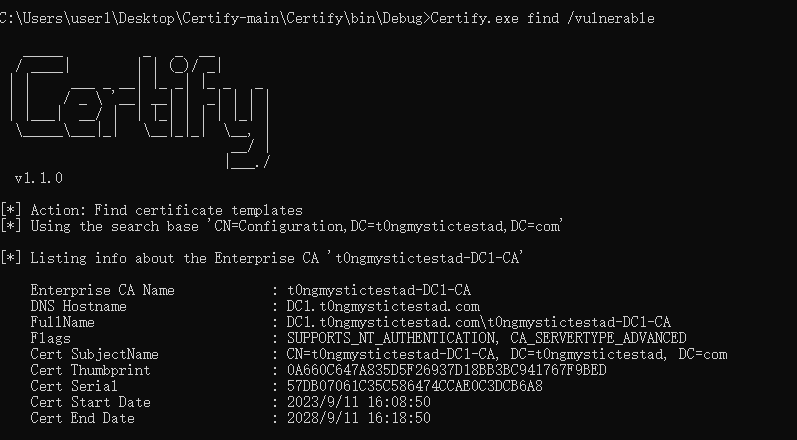 C:\Users\user1\Desktop\Certify-main\Certify\bin\Debug>Certify.exe find /vulnerable
Certify
v1.1.0
[*] Action: Find certificate templates
[*] Using the search base 'CN=Configuration,DC=t0ngmystictestad,DC=com'
[*] Listing info about the Enterprise CA 't0ngmystictestad-DC1-CA'
Enterprise CA Name : t0ngmystictestad-DC1-CA
DNS Hostname : DC1.t0ngmystictestad.com
FullName : DC1.t0ngmystictestad.com\t0ngmystictestad-DC1-CA
Flags : SUPPORTS_NT_AUTHENTICATION, CA_SERVERTYPE_ADVANCED
Cert SubjectName : CN=t0ngmystictestad-DC1-CA, DC=t0ngmystictestad, DC=com
Cert Thumbprint : 0A660C647A835D5F26937D18BB3BC941767F9BED
Cert Serial : 57DB07061C35C586474CCAE0C3DCB6A8
Cert Start Date : 2023/9/11 16:08:50
Cert End Date : 2028/9/11 16:18:50